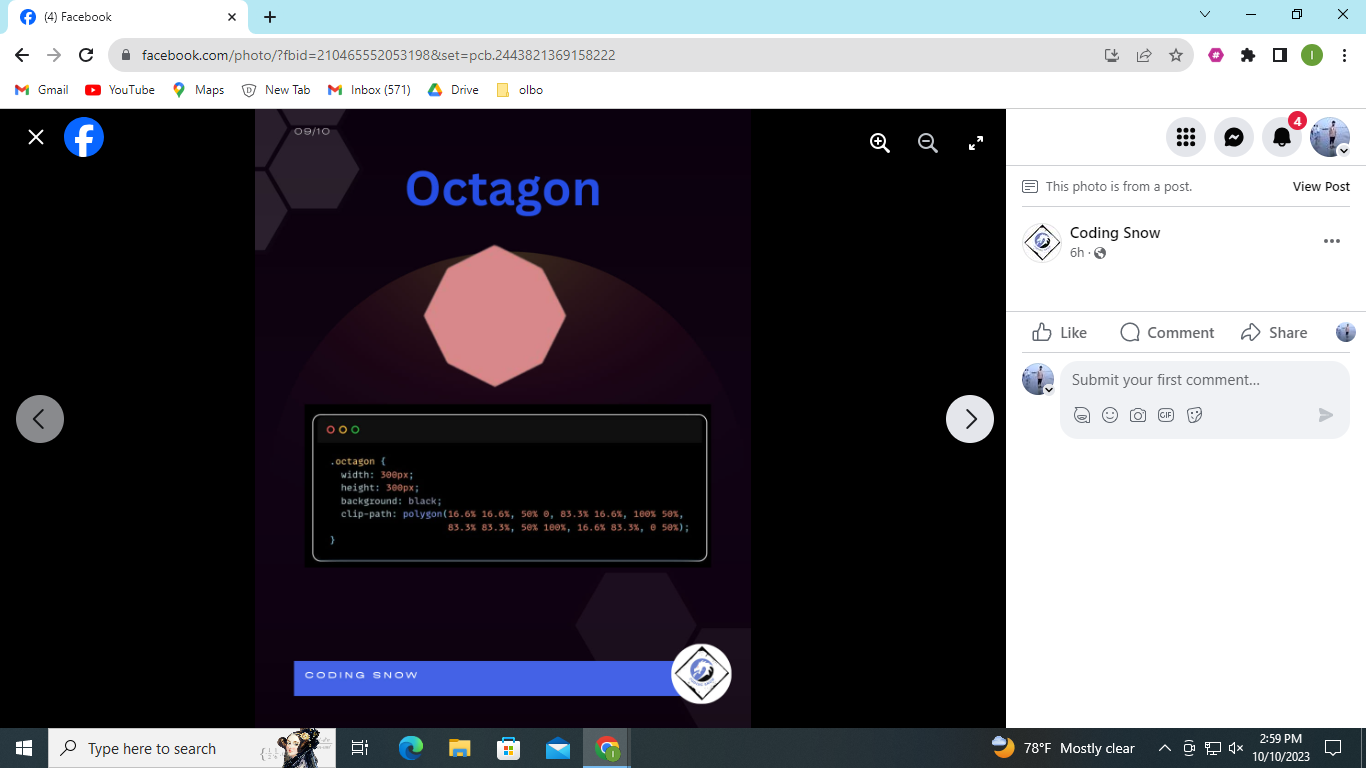 (4) Facebook
facebook.com/photo/?fbid=210465552053198&set=pcb.2443821369158222
Gmail
YouTube
Maps
New Tab
Inbox (571)
Drive
olbo
09/10
Octagon
.octagon {
width: 300px;
height: 300px;
background: black;
clip-path: polygon(16.6% 16.6%, 50% 0, 83.3% 16.6%, 100% 50%,
83.3% 83.3%, 50% 100%, 16.6% 83.3%, 0 50%);
}
CODING SNOW
4
This photo is from a post.
View Post
Coding Snow
6h ·
Like
Comment
Share
Submit your first comment…
GIF
Type here to search
78°F Mostly clear
2:59 PM
10/10/2023